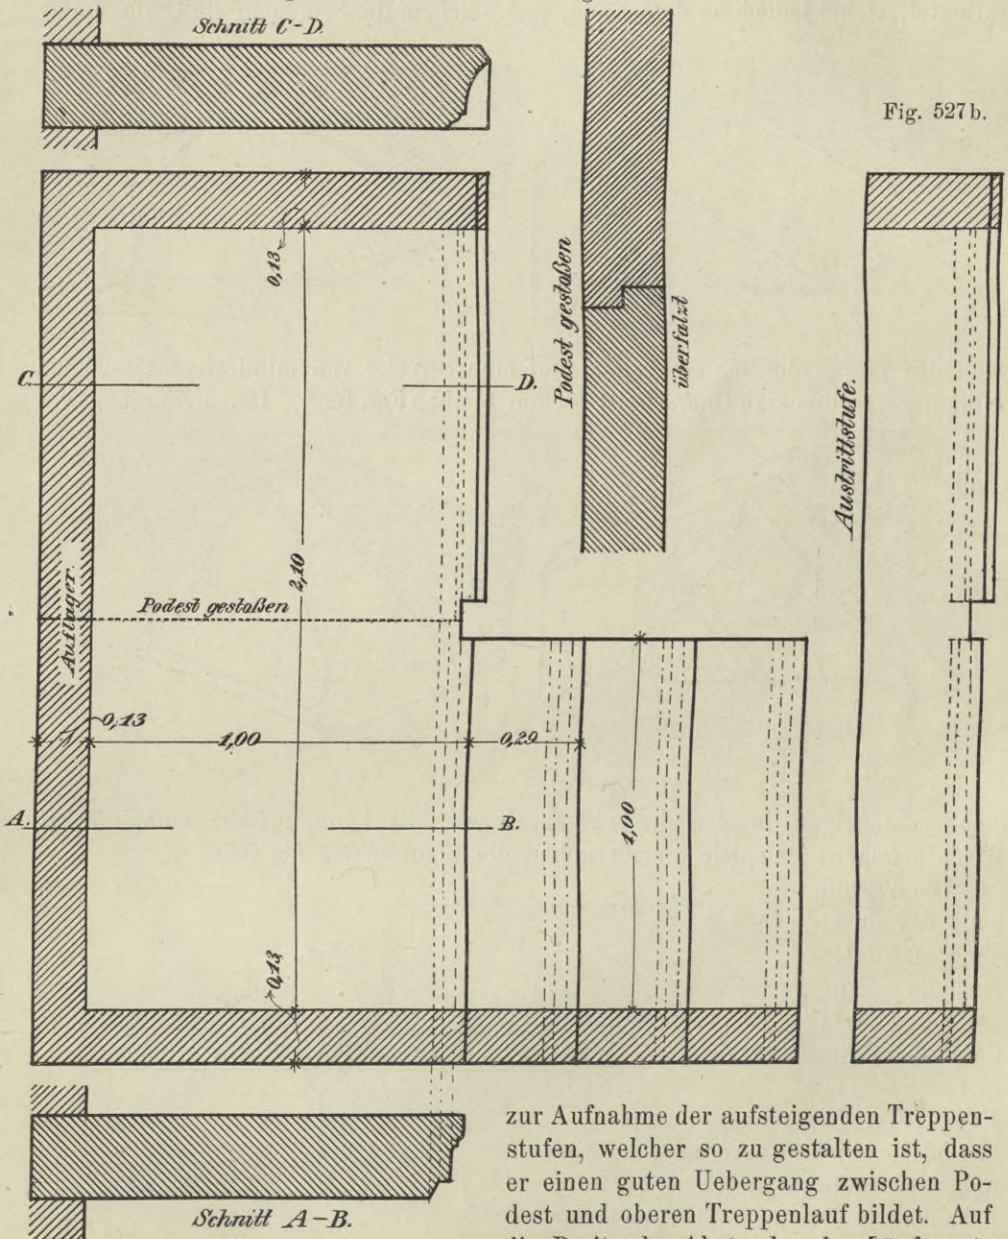 Schnitt C-D.
Fig. 527b.
0,13
Podest gestoßen
überfalzt
C.
D.
Austrittstufe.
2,10
Auflager.
Podest gestoßen
0,13
1,00
0,29
A.
B.
1,00
0,13
Schnitt A-B.
zur Aufnahme der aufsteigenden Treppen-
stufen, welcher so zu gestalten ist, dass
er einen guten Uebergang zwischen Po-
dest und oberen Treppenlauf bildet. Auf